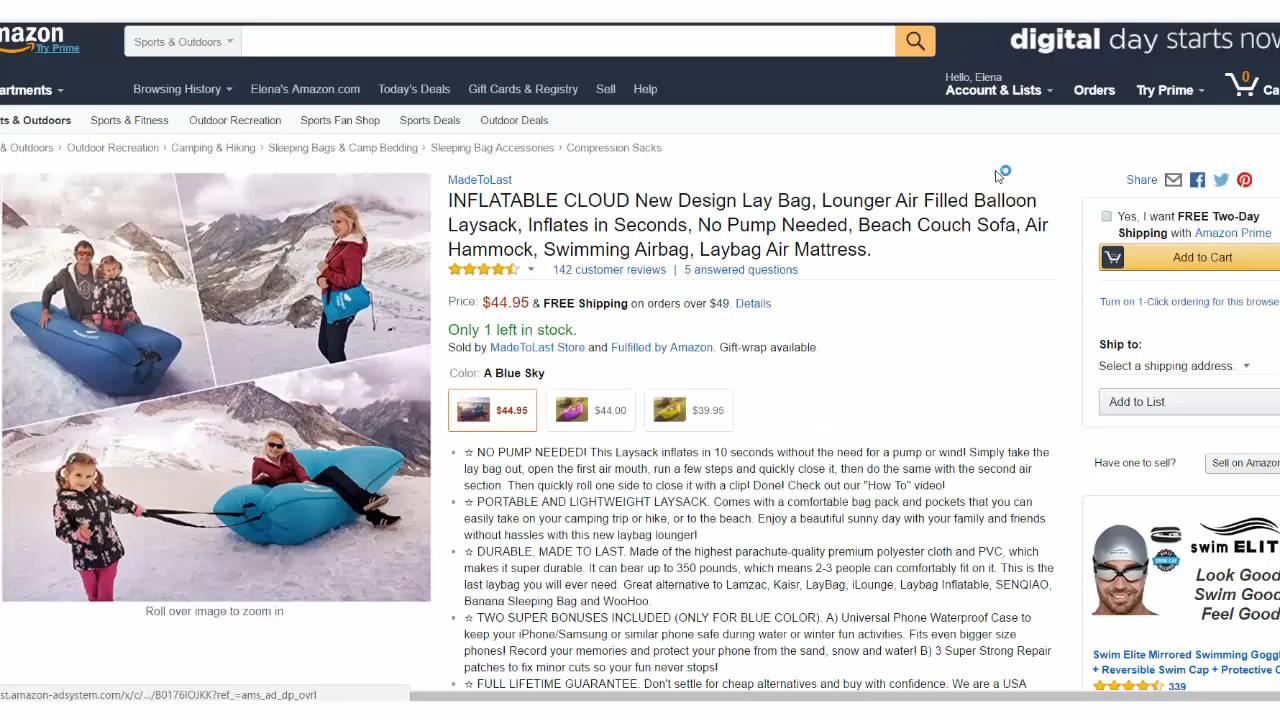 mazon
Try Prime
Sports & Outdoors
digital day starts now
artments
Browsing History
Elena's Amazon.com
Today's Deals
Gift Cards & Registry
Sell
Help
Hello, Elena
Account & Lists
Orders
Try Prime
0
Ca
ts & Outdoors
Sports & Fitness
Outdoor Recreation
Sports Fan Shop
Sports Deals
Outdoor Deals
& Outdoors › Outdoor Recreation › Camping & Hiking › Sleeping Bags & Camp Bedding › Sleeping Bag Accessories › Compression Sacks
MadeToLast
INFLATABLE CLOUD New Design Lay Bag, Lounger Air Filled Balloon
Laysack, Inflates in Seconds, No Pump Needed, Beach Couch Sofa, Air
Hammock, Swimming Airbag, Laybag Air Mattress.
142 customer reviews | 5 answered questions
Price: $44.95 & FREE Shipping on orders over $49. Details
Only 1 left in stock.
Sold by MadeToLast Store and Fulfilled by Amazon. Gift-wrap available.
Color: A Blue Sky
$44.95
$44.00
$39.95
• ☆ NO PUMP NEEDED! This Laysack inflates in 10 seconds without the need for a pump or wind! Simply take the
lay bag out, open the first air mouth, run a few steps and quickly close it, then do the same with the second air
section. Then quickly roll one side to close it with a clip! Done! Check out our "How To" video!
• ☆ PORTABLE AND LIGHTWEIGHT LAYSACK. Comes with a comfortable bag pack and pockets that you can
easily take on your camping trip or hike, or to the beach. Enjoy a beautiful sunny day with your family and friends
without hassles with this new laybag lounger!
• ☆ DURABLE, MADE TO LAST. Made of the highest parachute-quality premium polyester cloth and PVC, which
makes it super durable. It can bear up to 350 pounds, which means 2-3 people can comfortably fit on it. This is the
last laybag you will ever need. Great alternative to Lamzac, Kaisr, LayBag, iLounge, Laybag Inflatable, SENQIAO,
Banana Sleeping Bag and WooHoo.
• ☆ TWO SUPER BONUSES INCLUDED (ONLY FOR BLUE COLOR). A) Universal Phone Waterproof Case to
keep your iPhone/Samsung or similar phone safe during water or winter fun activities. Fits even bigger size
phones! Record your memories and protect your phone from the sand, snow and water! B) 3 Super Strong Repair
patches to fix minor cuts so your fun never stops!
• ☆ FULL LIFETIME GUARANTEE. Don't settle for cheap alternatives and buy with confidence. We are a USA
Roll over image to zoom in
st.amazon-adsystem.com/x/c/.../B0176IOJKK?ref_=ams_ad_dp_ovrl
Share
Yes, I want FREE Two-Day
Shipping with Amazon Prime
Add to Cart
Turn on 1-Click ordering for this browse
Ship to:
Select a shipping address:
Add to List
Have one to sell?
Sell on Amazon
swim ELIT
Look Good
Swim Good
Feel Good
Swim Elite Mirrored Swimming Gogg
+ Reversible Swim Cap + Protective C
339